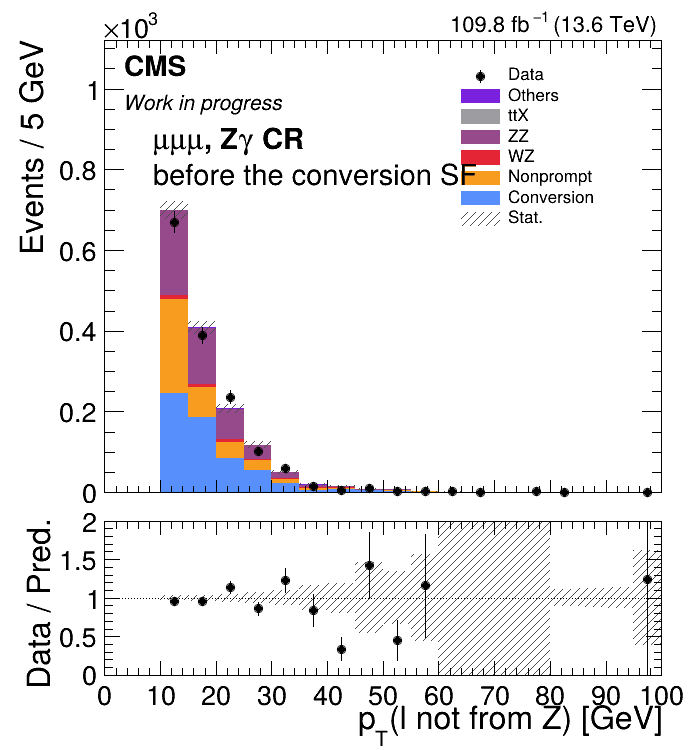 ×10³
109.8 fb⁻¹ (13.6 TeV)
Events / 5 GeV
CMS
Work in progress
μμμ, Zγ CR
before the conversion SF
Data
Others
ttX
ZZ
WZ
Nonprompt
Conversion
Stat.
1
0.8
0.6
0.4
0.2
0
Data / Pred.
2
1.5
1
0.5
0
0 10 20 30 40 50 60 70 80 90 100
p_T(l not from Z) [GeV]